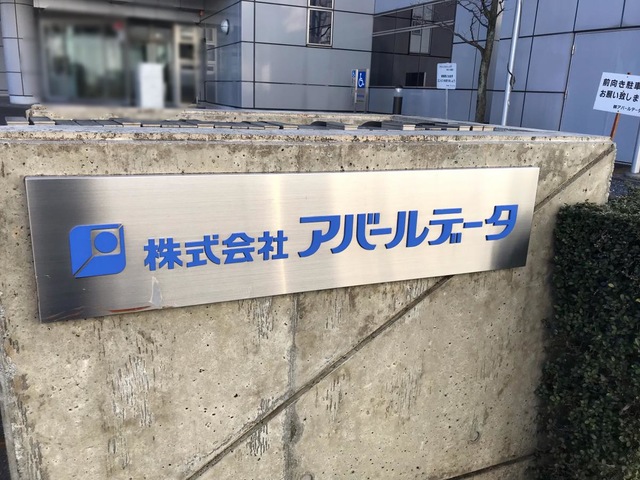 株式会社 アバールデータ
前向き駐車
お願い致しま